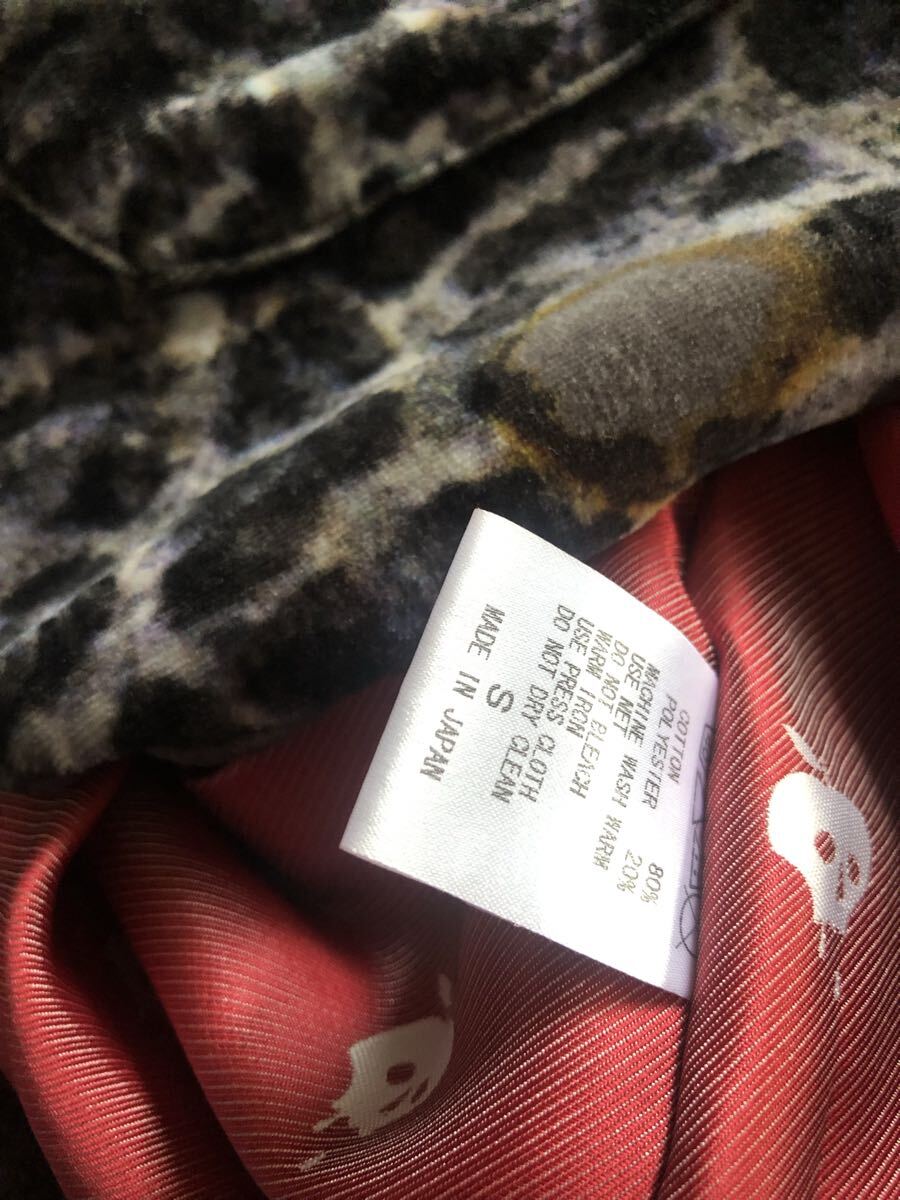 COTTON 80%
POLYESTER 20%
MACHINE WASH WARM
USE NET
DO NOT BLEACH
WARM IRON
USE PRESS CLOTH
DO NOT DRY CLEAN
S
MADE IN JAPAN